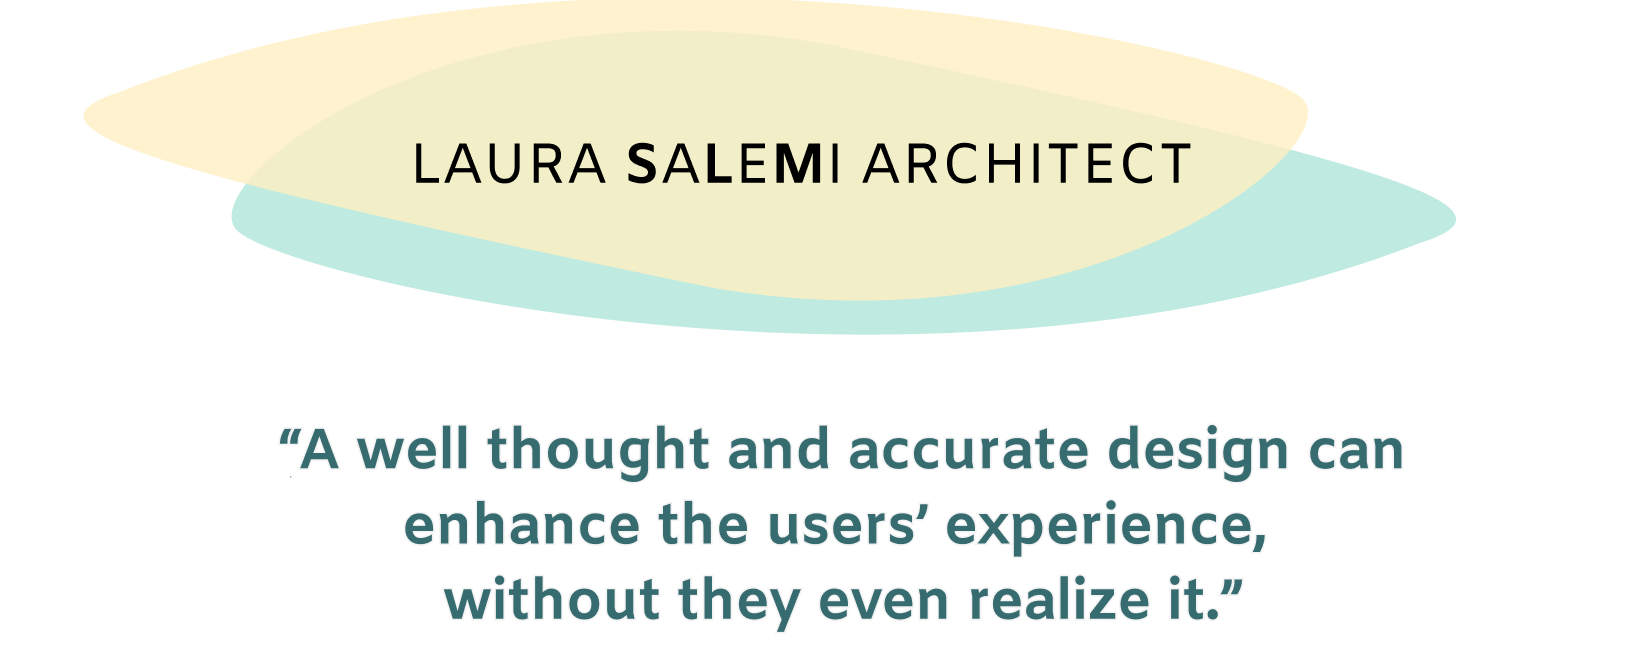 LAURA SALEMI ARCHITECT
“A well thought and accurate design can
enhance the users’ experience,
without they even realize it.”